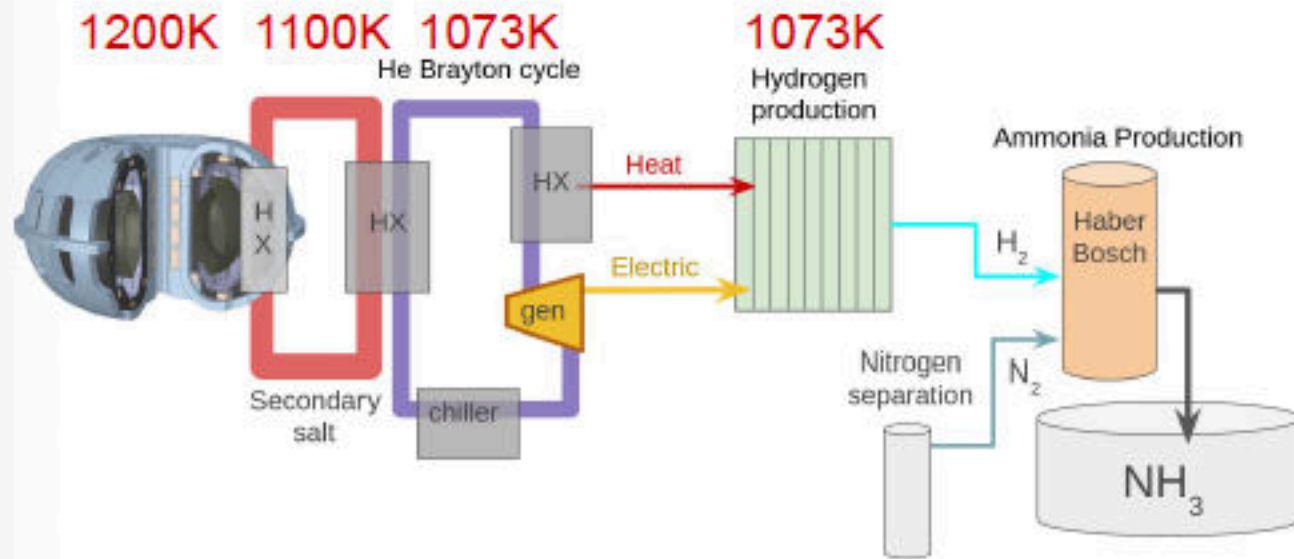 1200K
1100K
1073K
1073K
He Brayton cycle
Hydrogen
production
Ammonia Production
H
X
HX
HX
Heat
Electric
gen
chiller
Secondary
salt
H₂
Haber
Bosch
Nitrogen
separation
N₂
NH₃